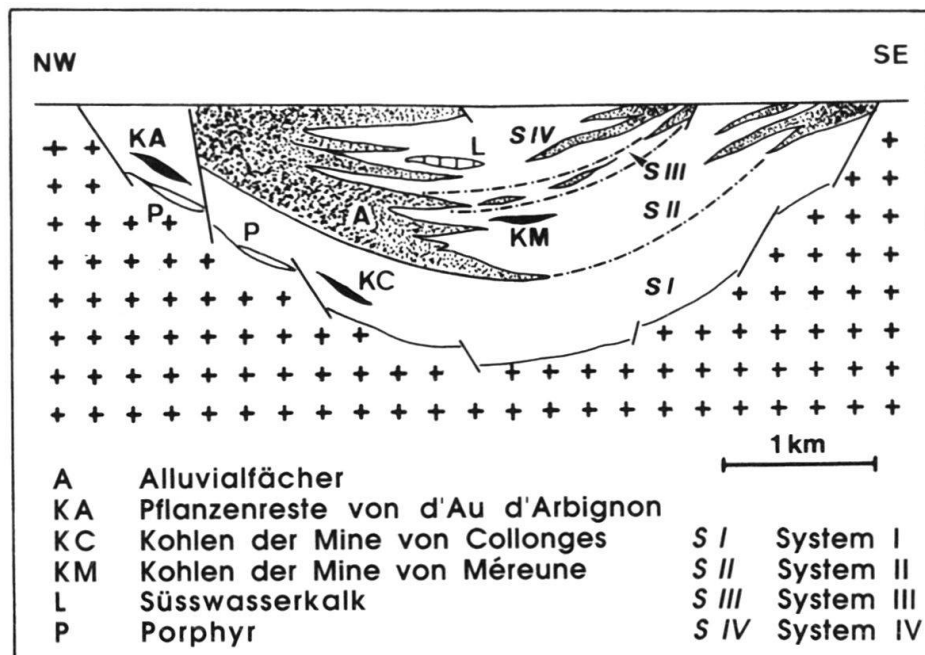 NW SE
KA
L
S IV
S III
P
A
S II
P
KM
KC
S I
1 km
A Alluvialfächer
KA Pflanzenreste von d'Au d'Arbignon
KC Kohlen der Mine von Collonges S I System I
KM Kohlen der Mine von Méreune S II System II
L Süsswasserkalk S III System III
P Porphyr S IV System IV